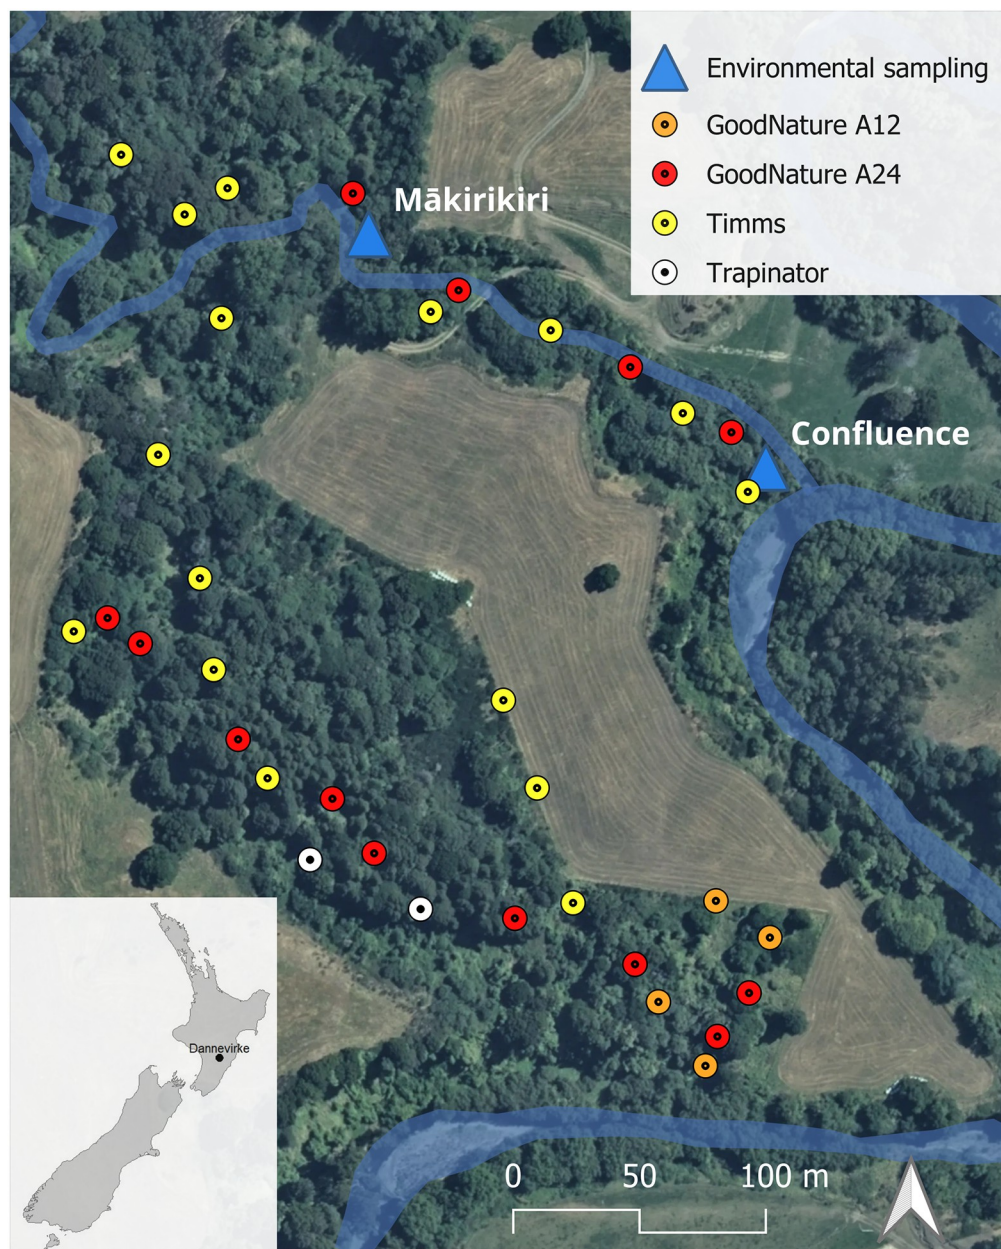 Environmental sampling
GoodNature A12
GoodNature A24
Timms
Trapinator
Mākirikiri
Confluence
Dannevirke
0 50 100 m